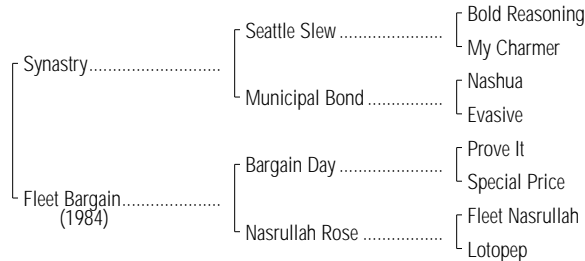 Bold Reasoning
Seattle Slew
My Charmer
Synastry
Nashua
Municipal Bond
Evasive
Prove It
Bargain Day
Special Price
Fleet Bargain
(1984)
Fleet Nasrullah
Nasrullah Rose
Lotopep